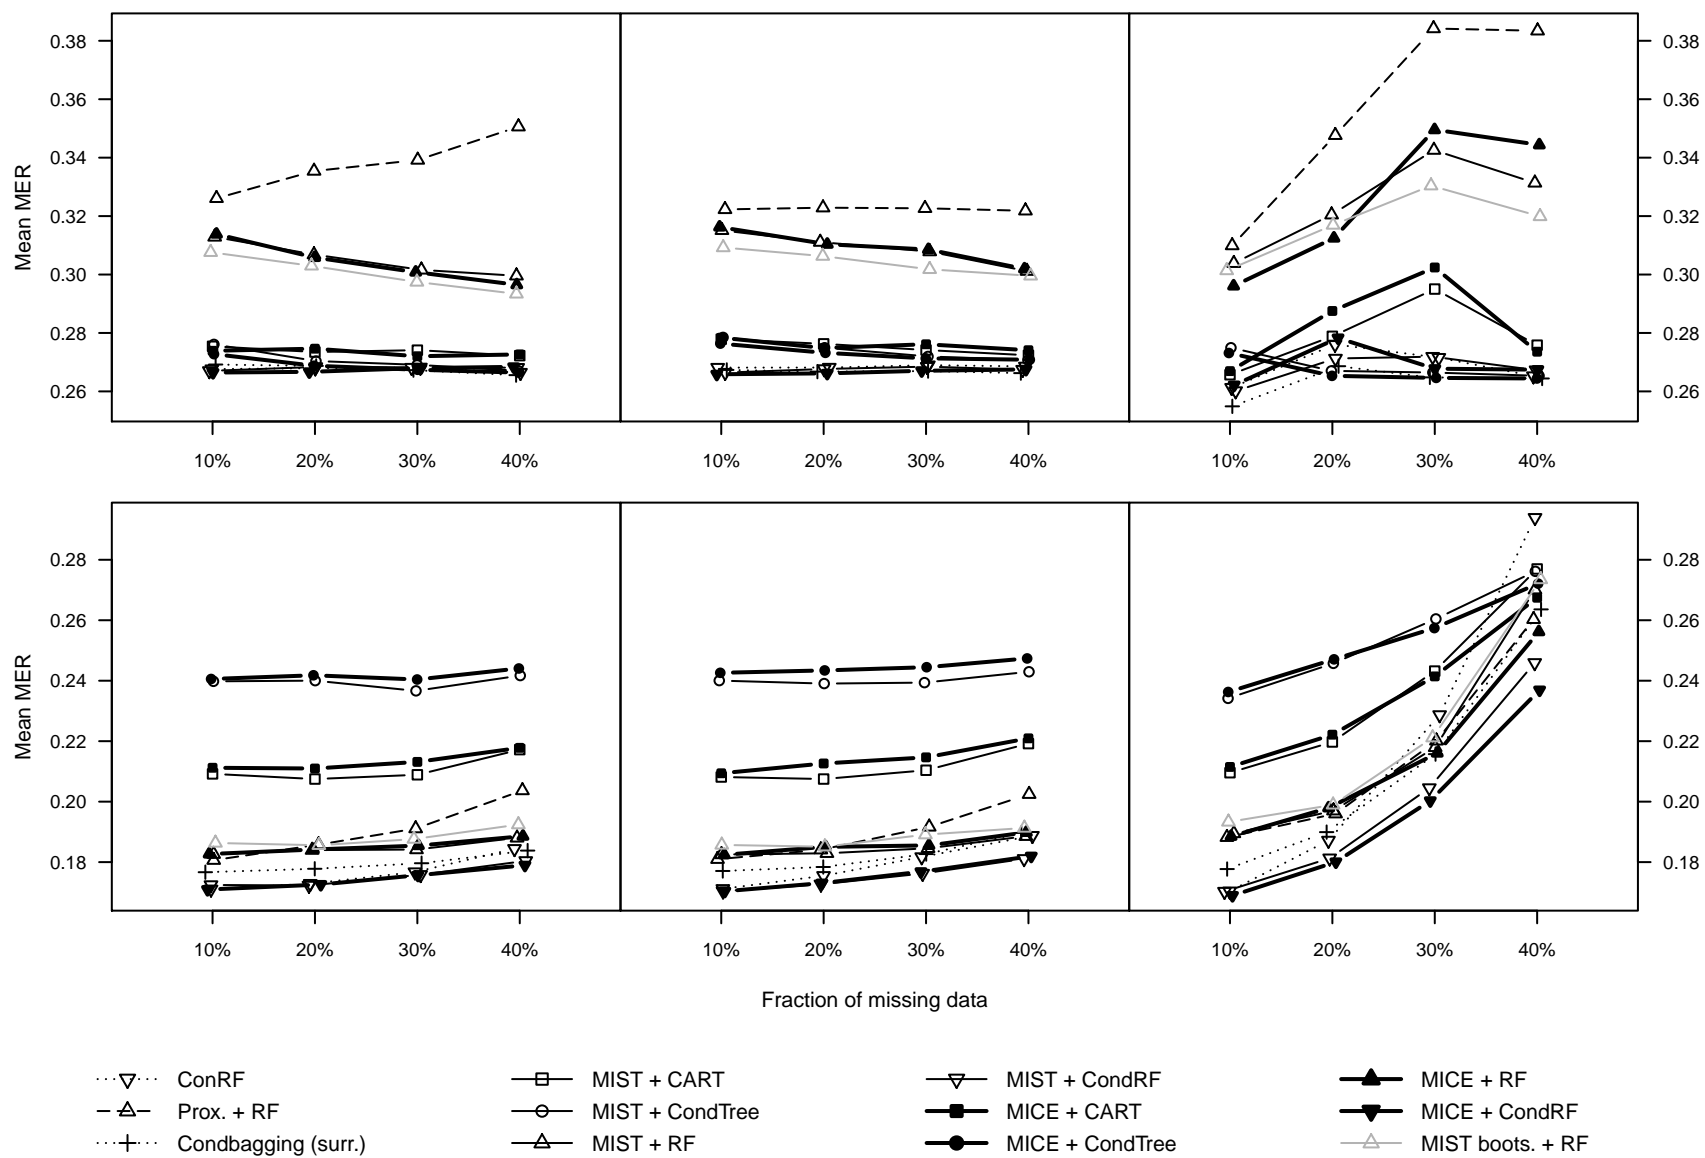 0.38 0.38
0.36 0.36
0.34 0.34
0.32 0.32
0.30 0.30
0.28 0.28
0.26 0.26
Mean MER
10% 20% 30% 40% 10% 20% 30% 40% 10% 20% 30% 40%
0.28 0.28
0.26 0.26
0.24 0.24
0.22 0.22
0.20 0.20
0.18 0.18
Mean MER
10% 20% 30% 40% 10% 20% 30% 40% 10% 20% 30% 40%
Fraction of missing data
ConRF MIST + CART MIST + CondRF MICE + RF
Prox. + RF MIST + CondTree MICE + CART MICE + CondRF
Condbagging (surr.) MIST + RF MICE + CondTree MIST boots. + RF